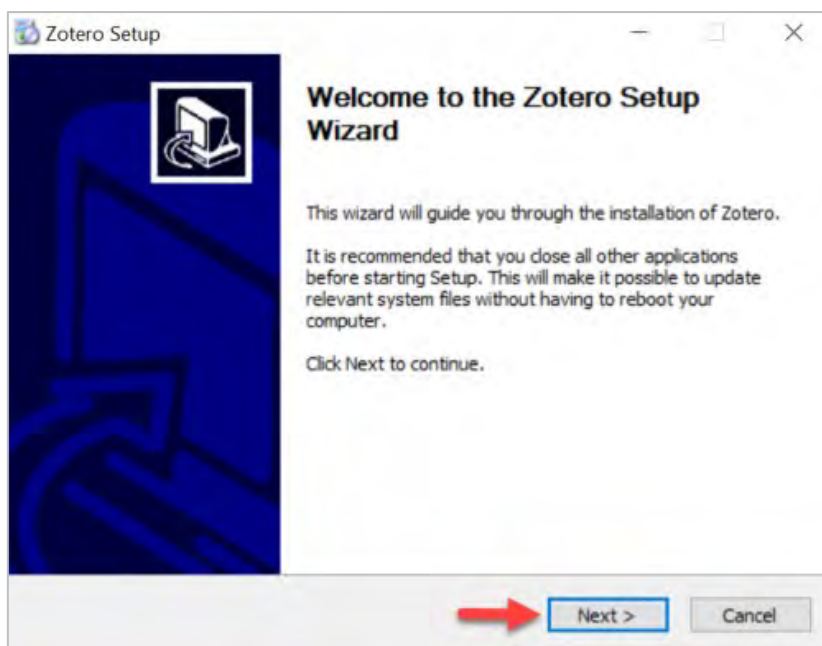 Zotero Setup
Welcome to the Zotero Setup
Wizard
This wizard will guide you through the installation of Zotero.
It is recommended that you close all other applications
before starting Setup. This will make it possible to update
relevant system files without having to reboot your
computer.
Click Next to continue.
Next >
Cancel